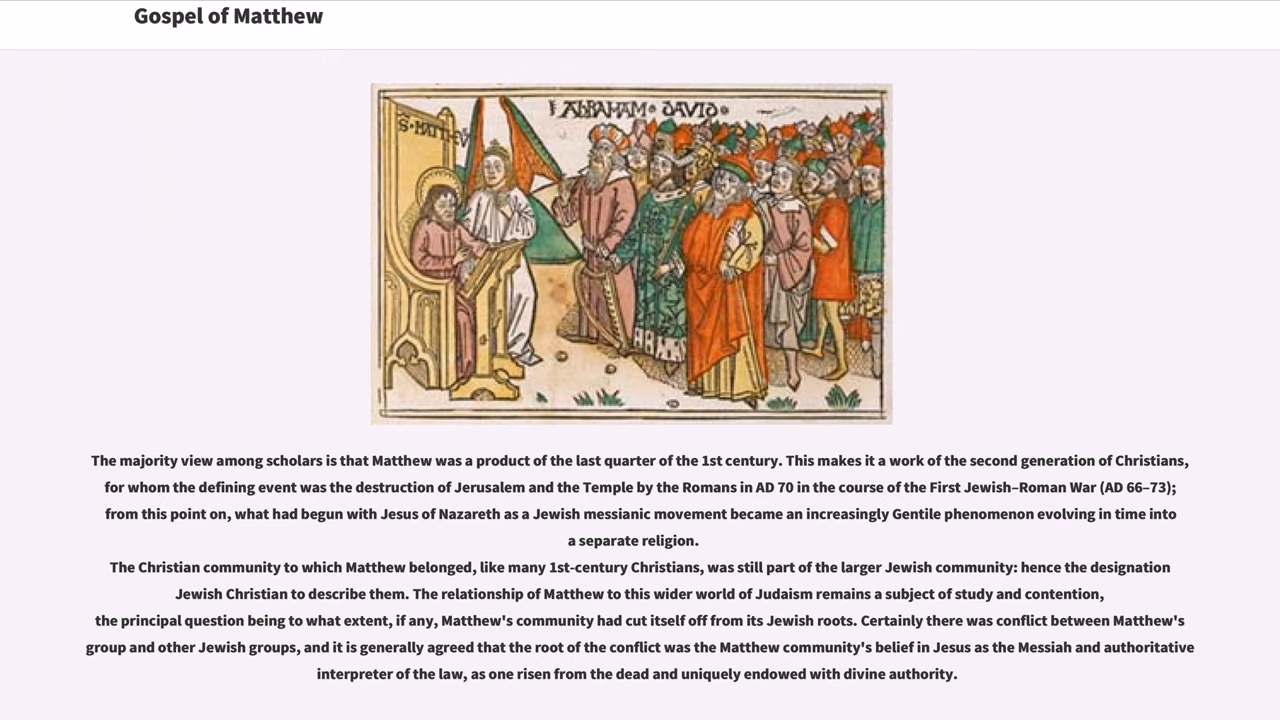 Gospel of Matthew
S · MATTHEVS
ABRAMAM · DAVID ·
The majority view among scholars is that Matthew was a product of the last quarter of the 1st century. This makes it a work of the second generation of Christians,
for whom the defining event was the destruction of Jerusalem and the Temple by the Romans in AD 70 in the course of the First Jewish–Roman War (AD 66–73);
from this point on, what had begun with Jesus of Nazareth as a Jewish messianic movement became an increasingly Gentile phenomenon evolving in time into
a separate religion.
The Christian community to which Matthew belonged, like many 1st-century Christians, was still part of the larger Jewish community: hence the designation
Jewish Christian to describe them. The relationship of Matthew to this wider world of Judaism remains a subject of study and contention,
the principal question being to what extent, if any, Matthew's community had cut itself off from its Jewish roots. Certainly there was conflict between Matthew's
group and other Jewish groups, and it is generally agreed that the root of the conflict was the Matthew community's belief in Jesus as the Messiah and authoritative
interpreter of the law, as one risen from the dead and uniquely endowed with divine authority.